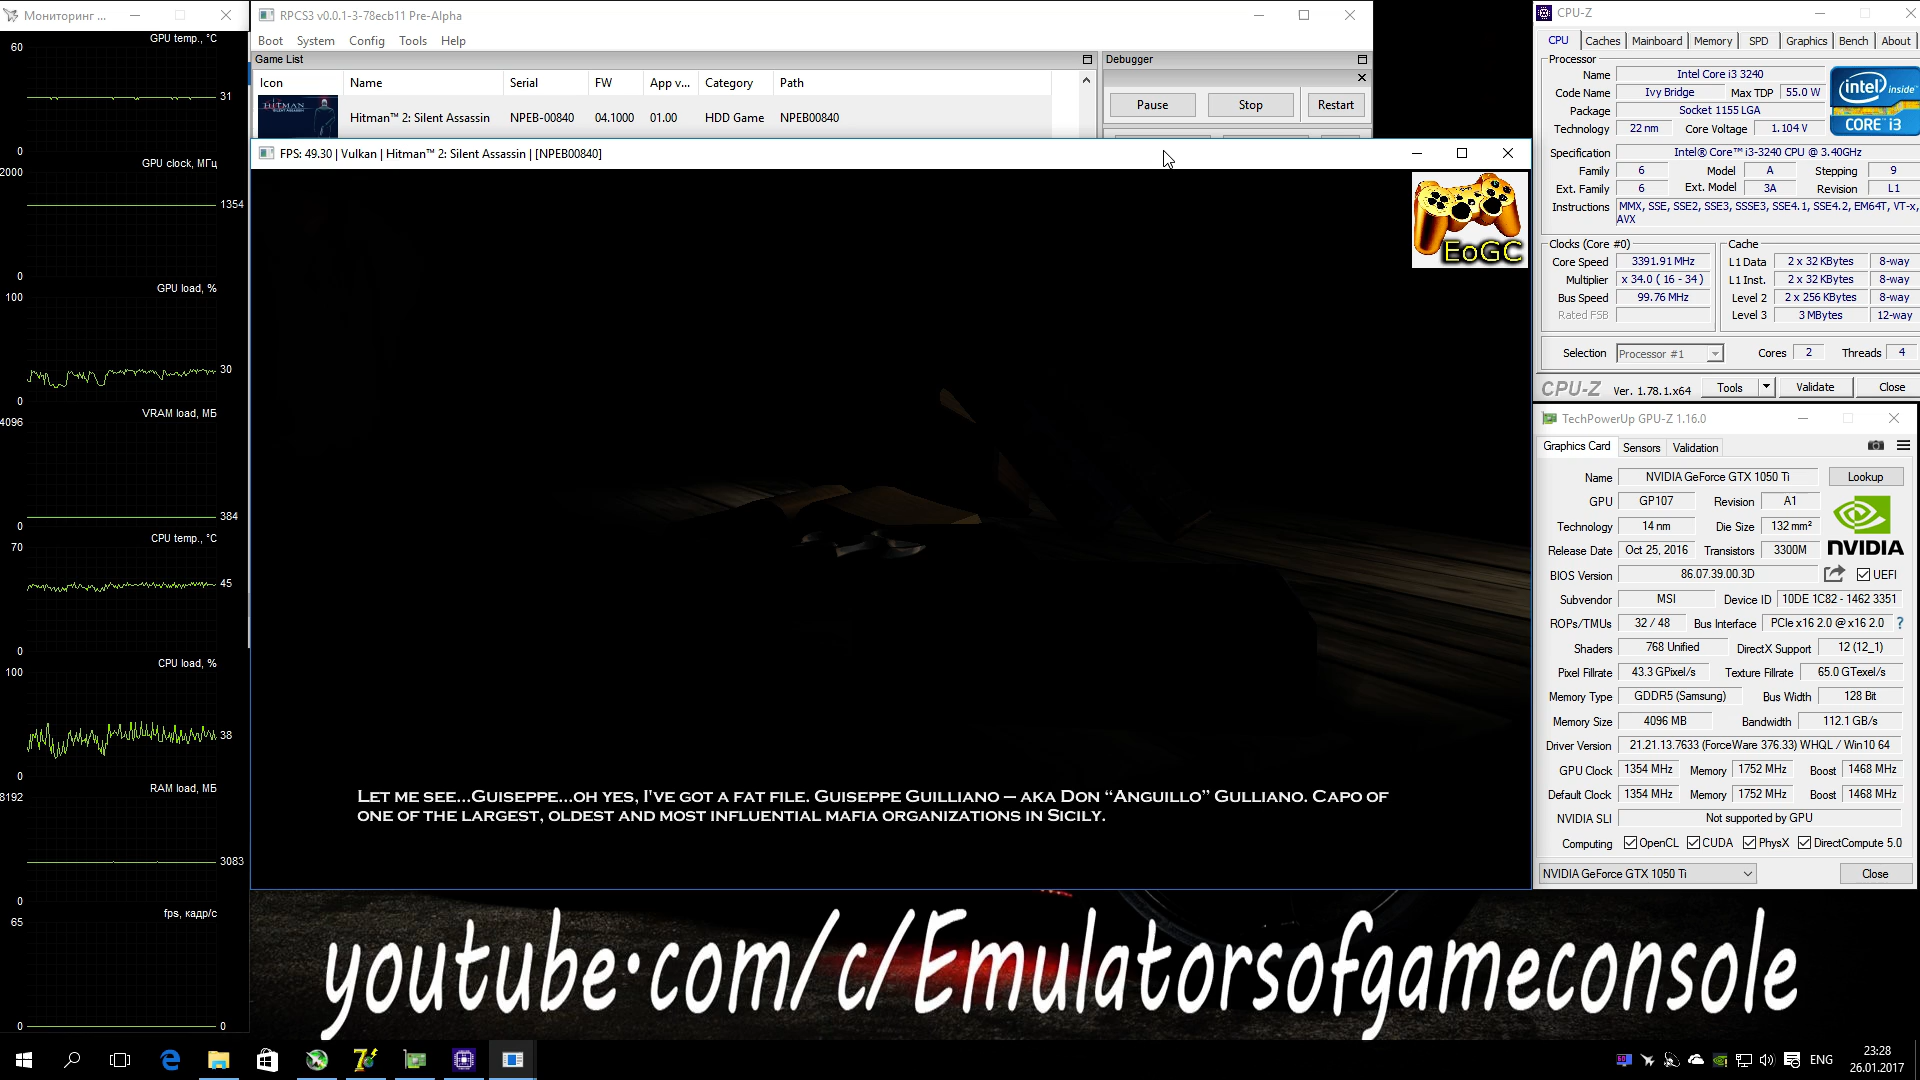 Мониторинг ...
GPU temp., °C
60
31
0
GPU clock, МГц
2000
1354
0
GPU load, %
100
30
0
VRAM load, МБ
4096
384
0
CPU temp., °C
70
45
0
CPU load, %
100
38
0
RAM load, МБ
8192
3083
0
fps, кадр/с
65
0
0
RPCS3 v0.0.1-3-78ecb11 Pre-Alpha
Boot System Config Tools Help
Game List
Icon Name Serial FW App v... Category Path
HITMAN
Hitman™ 2: Silent Assassin NPEB-00840 04.1000 01.00 HDD Game NPEB00840
Debugger
Pause Stop Restart
FPS: 49.30 | Vulkan | Hitman™ 2: Silent Assassin | [NPEB00840]
EoGC
Let me see...Guiseppe...oh yes, I've got a fat file. Guiseppe Guilliano – aka Don “Anguillo” Gulliano. Capo of
one of the largest, oldest and most influential mafia organizations in Sicily.
CPU-Z
CPU Caches Mainboard Memory SPD Graphics Bench About
Processor
Name Intel Core i3 3240
Code Name Ivy Bridge Max TDP 55.0 W
Package Socket 1155 LGA
Technology 22 nm Core Voltage 1.104 V
intel inside™
CORE i3
Specification Intel® Core™ i3-3240 CPU @ 3.40GHz
Family 6 Model A Stepping 9
Ext. Family 6 Ext. Model 3A Revision L1
Instructions MMX, SSE, SSE2, SSE3, SSSE3, SSE4.1, SSE4.2, EM64T, VT-x,
AVX
Clocks (Core #0)
Core Speed 3391.91 MHz
Multiplier x 34.0 ( 16 - 34 )
Bus Speed 99.76 MHz
Rated FSB
Cache
L1 Data 2 x 32 KBytes 8-way
L1 Inst. 2 x 32 KBytes 8-way
Level 2 2 x 256 KBytes 8-way
Level 3 3 MBytes 12-way
Selection Processor #1 Cores 2 Threads 4
CPU-Z Ver. 1.78.1.x64 Tools Validate Close
TechPowerUp GPU-Z 1.16.0
Graphics Card Sensors Validation
Name NVIDIA GeForce GTX 1050 Ti Lookup
GPU GP107 Revision A1
Technology 14 nm Die Size 132 mm²
Release Date Oct 25, 2016 Transistors 3300M
NVIDIA
BIOS Version 86.07.39.00.3D UEFI
Subvendor MSI Device ID 10DE 1C82 - 1462 3351
ROPs/TMUs 32 / 48 Bus Interface PCIe x16 2.0 @ x16 2.0 ?
Shaders 768 Unified DirectX Support 12 (12_1)
Pixel Fillrate 43.3 GPixel/s Texture Fillrate 65.0 GTexel/s
Memory Type GDDR5 (Samsung) Bus Width 128 Bit
Memory Size 4096 MB Bandwidth 112.1 GB/s
Driver Version 21.21.13.7633 (ForceWare 376.33) WHQL / Win10 64
GPU Clock 1354 MHz Memory 1752 MHz Boost 1468 MHz
Default Clock 1354 MHz Memory 1752 MHz Boost 1468 MHz
NVIDIA SLI Not supported by GPU
Computing OpenCL CUDA PhysX DirectCompute 5.0
NVIDIA GeForce GTX 1050 Ti Close
youtube.com/c/Emulatorsofgameconsole
ENG
23:28
26.01.2017